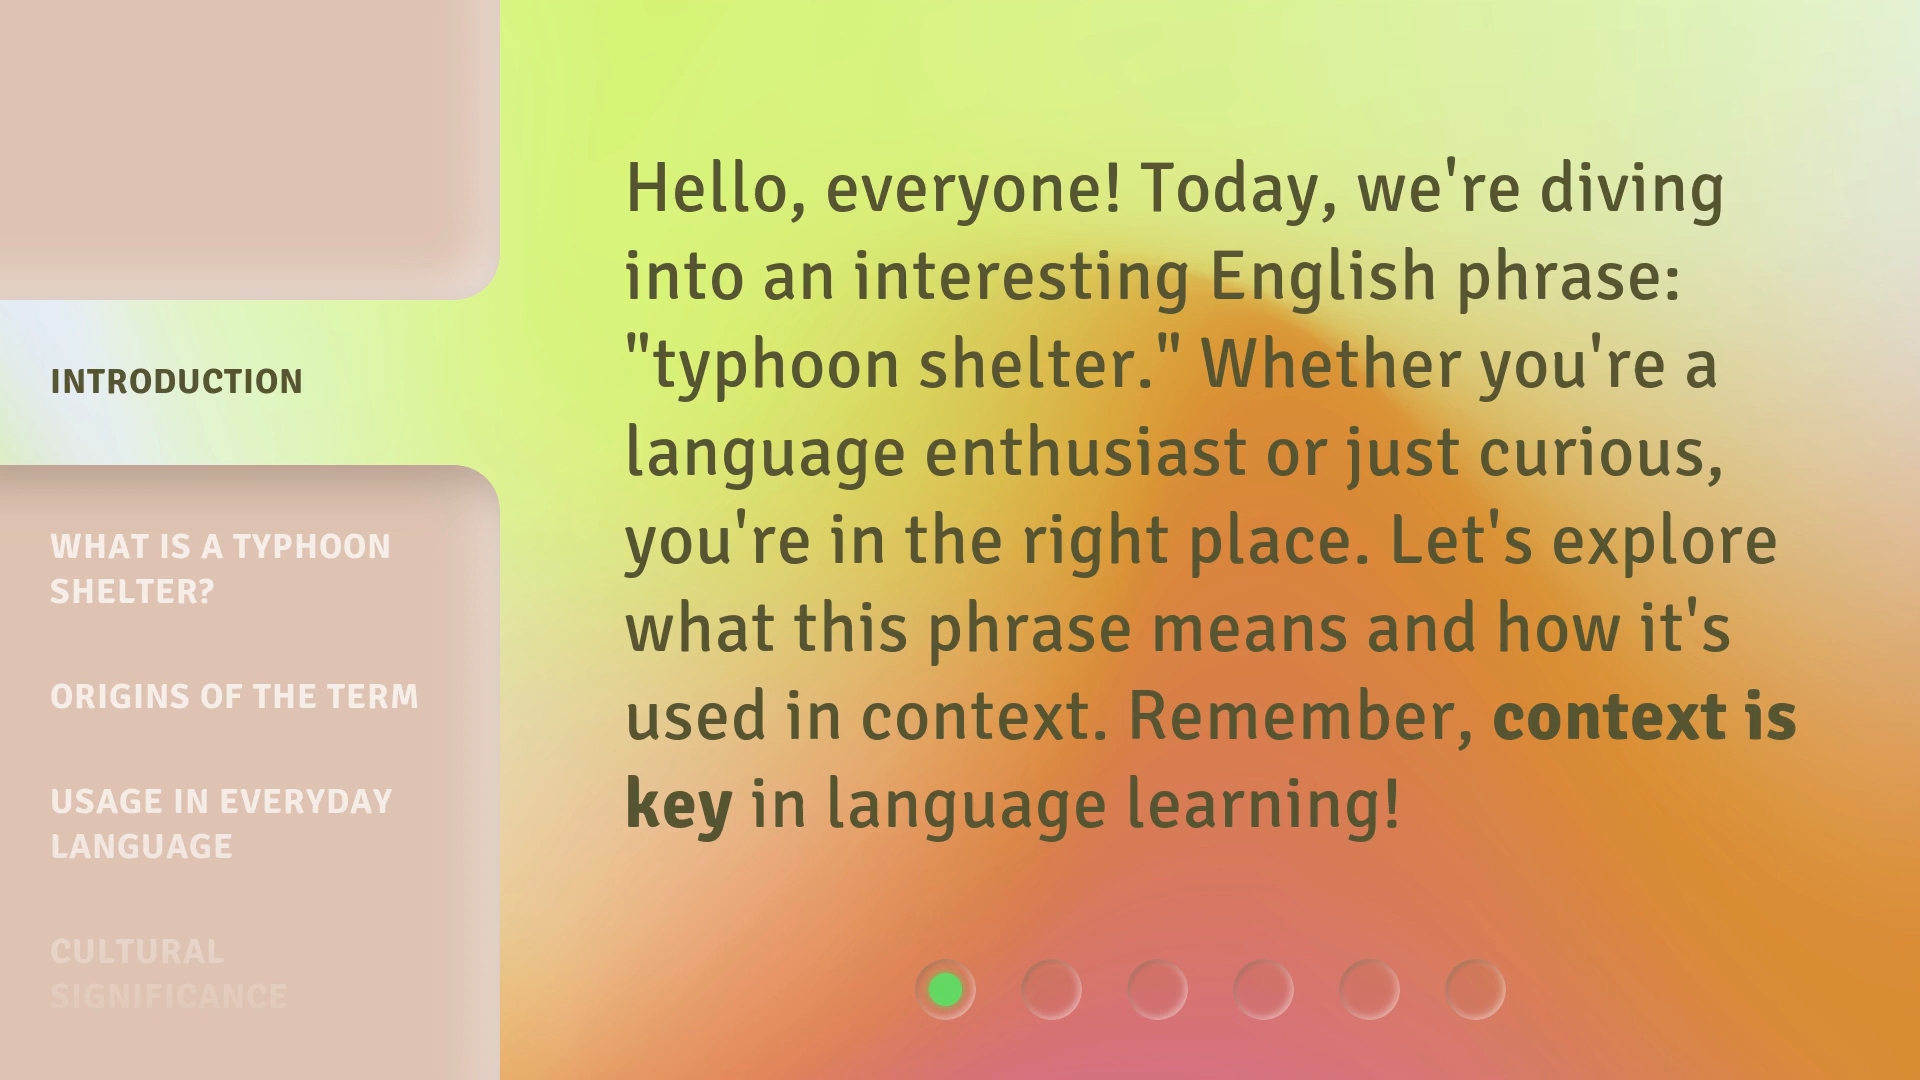 INTRODUCTION
WHAT IS A TYPHOON
SHELTER?
ORIGINS OF THE TERM
USAGE IN EVERYDAY
LANGUAGE
CULTURAL
SIGNIFICANCE
Hello, everyone! Today, we're diving
into an interesting English phrase:
"typhoon shelter." Whether you're a
language enthusiast or just curious,
you're in the right place. Let's explore
what this phrase means and how it's
used in context. Remember, context is
key in language learning!